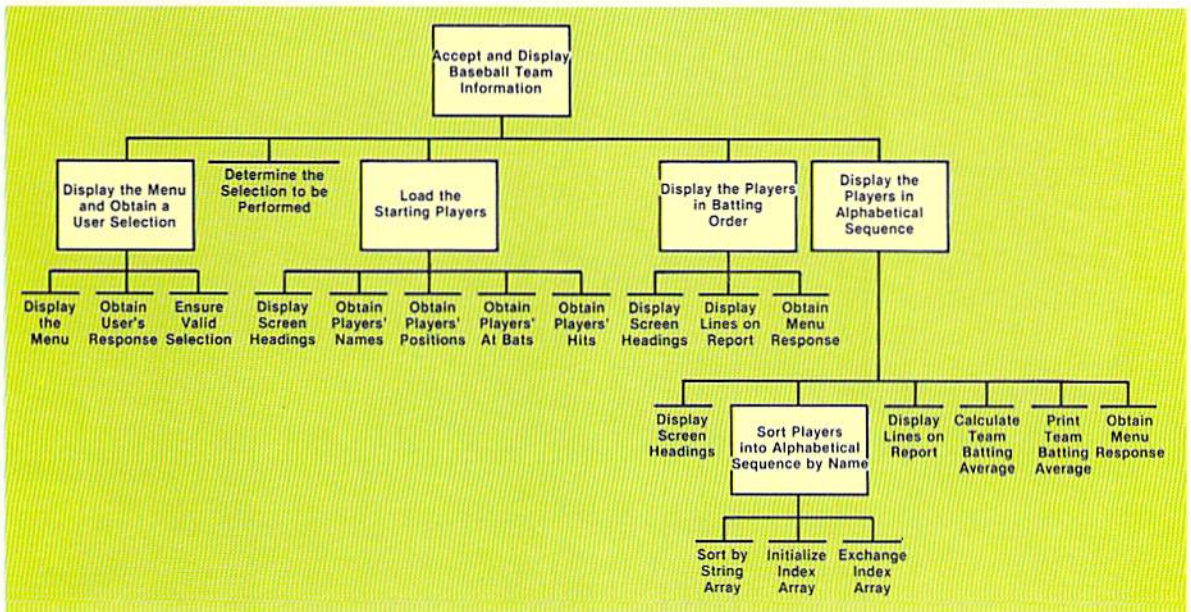 Accept and Display
Baseball Team
Information
Display the Menu
and Obtain a
User Selection
Determine the
Selection to be
Performed
Load the
Starting Players
Display the Players
in Batting
Order
Display the
Players in
Alphabetical
Sequence
Display
the
Menu
Obtain
User's
Response
Ensure
Valid
Selection
Display
Screen
Headings
Obtain
Players'
Names
Obtain
Players'
Positions
Obtain
Players'
At Bats
Obtain
Players'
Hits
Display
Screen
Headings
Display
Lines on
Report
Obtain
Menu
Response
Display
Screen
Headings
Sort Players
into Alphabetical
Sequence by Name
Display
Lines on
Report
Calculate
Team
Batting
Average
Print
Team
Batting
Average
Obtain
Menu
Response
Sort by
String
Array
Initialize
Index
Array
Exchange
Index
Array